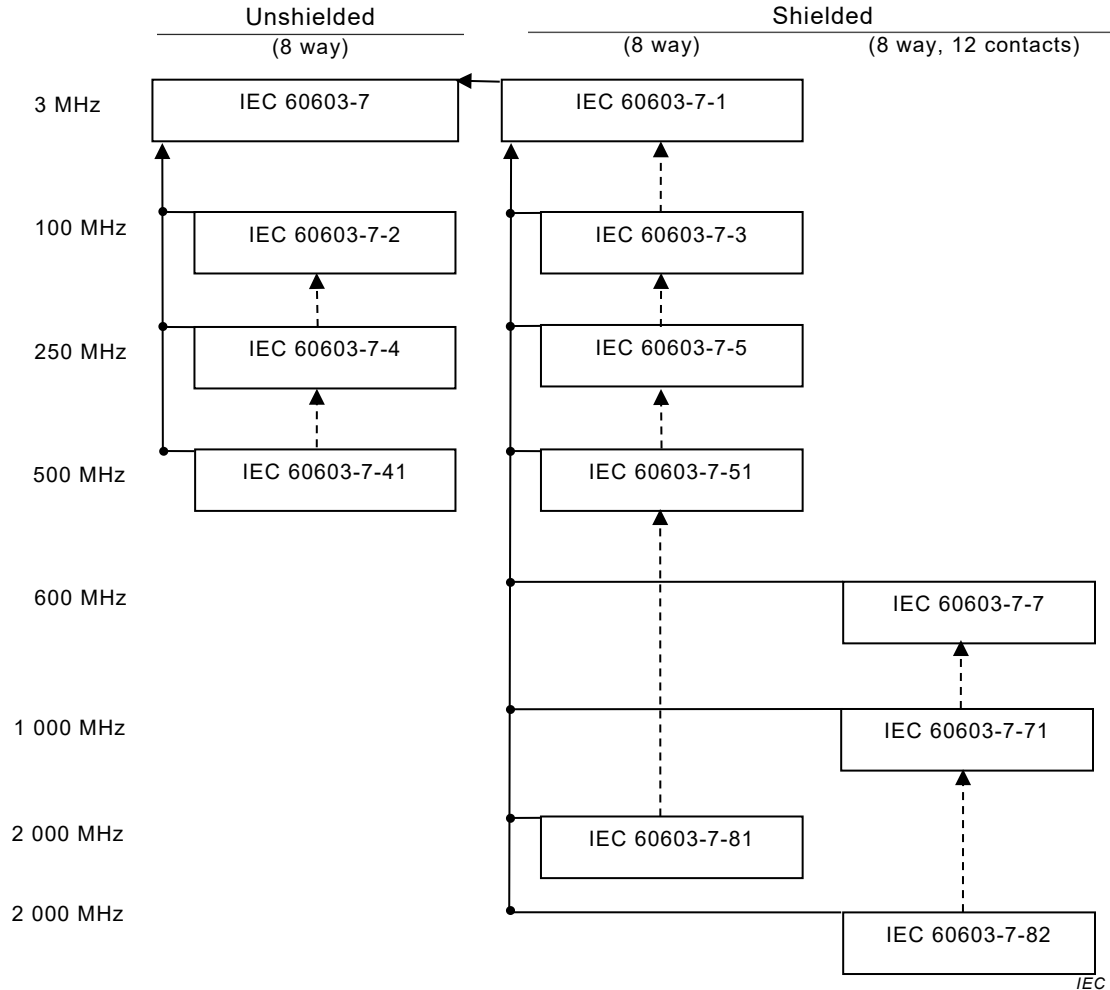 Unshielded
Shielded
(8 way)
(8 way)
(8 way, 12 contacts)
3 MHz
IEC 60603-7
IEC 60603-7-1
100 MHz
IEC 60603-7-2
IEC 60603-7-3
250 MHz
IEC 60603-7-4
IEC 60603-7-5
500 MHz
IEC 60603-7-41
IEC 60603-7-51
600 MHz
IEC 60603-7-7
1 000 MHz
IEC 60603-7-71
2 000 MHz
IEC 60603-7-81
2 000 MHz
IEC 60603-7-82
IEC